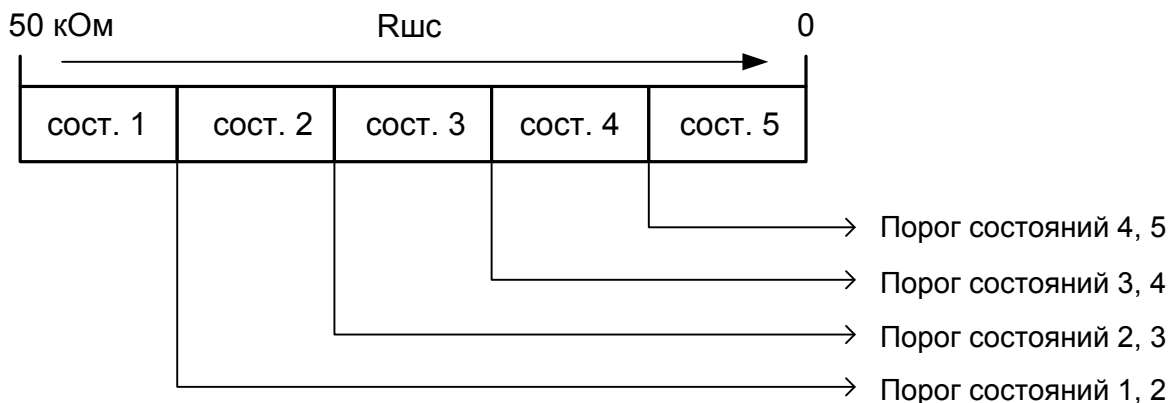 50 кОм Rшс 0
сост. 1 сост. 2 сост. 3 сост. 4 сост. 5
Порог состояний 4, 5
Порог состояний 3, 4
Порог состояний 2, 3
Порог состояний 1, 2